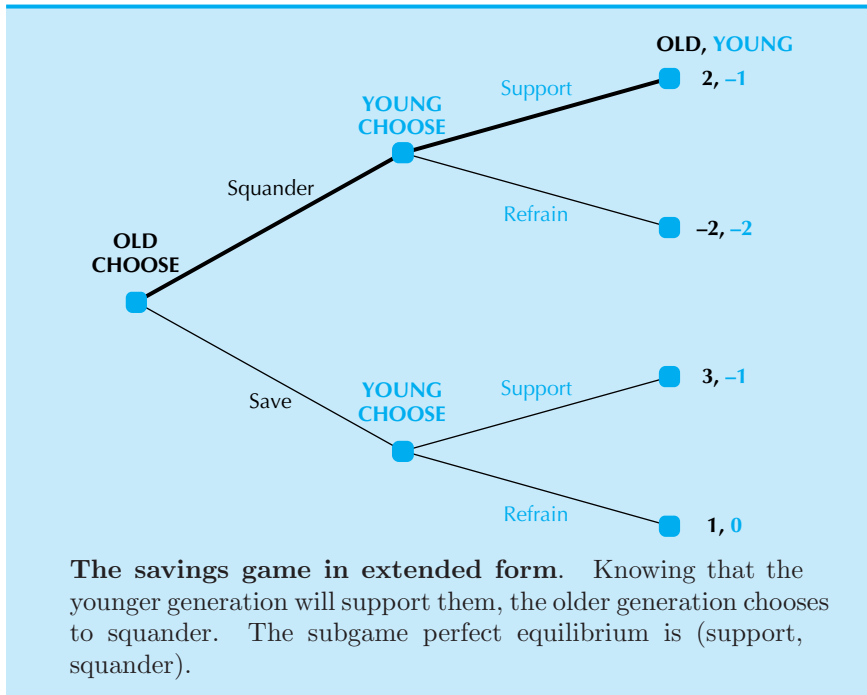 OLD, YOUNG
2, –1
Support
YOUNG
CHOOSE
Squander
Refrain
–2, –2
OLD
CHOOSE
3, –1
Support
YOUNG
CHOOSE
Save
Refrain
1, 0
The savings game in extended form. Knowing that the
younger generation will support them, the older generation chooses
to squander. The subgame perfect equilibrium is (support,
squander).